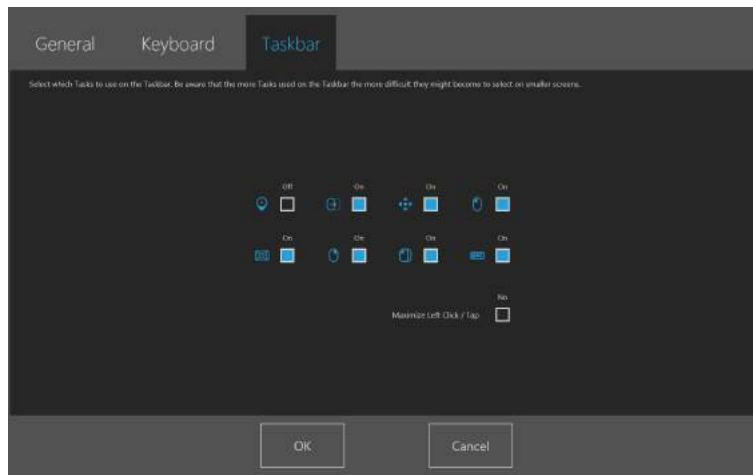 General Keyboard Taskbar
Select which Tasks to use on the Taskbar. Be aware that the more Tasks used on the Taskbar the more difficult they might become to select on smaller screens.
Off On On On
On On On On
No
Maximize Left Click / Tap
OK Cancel